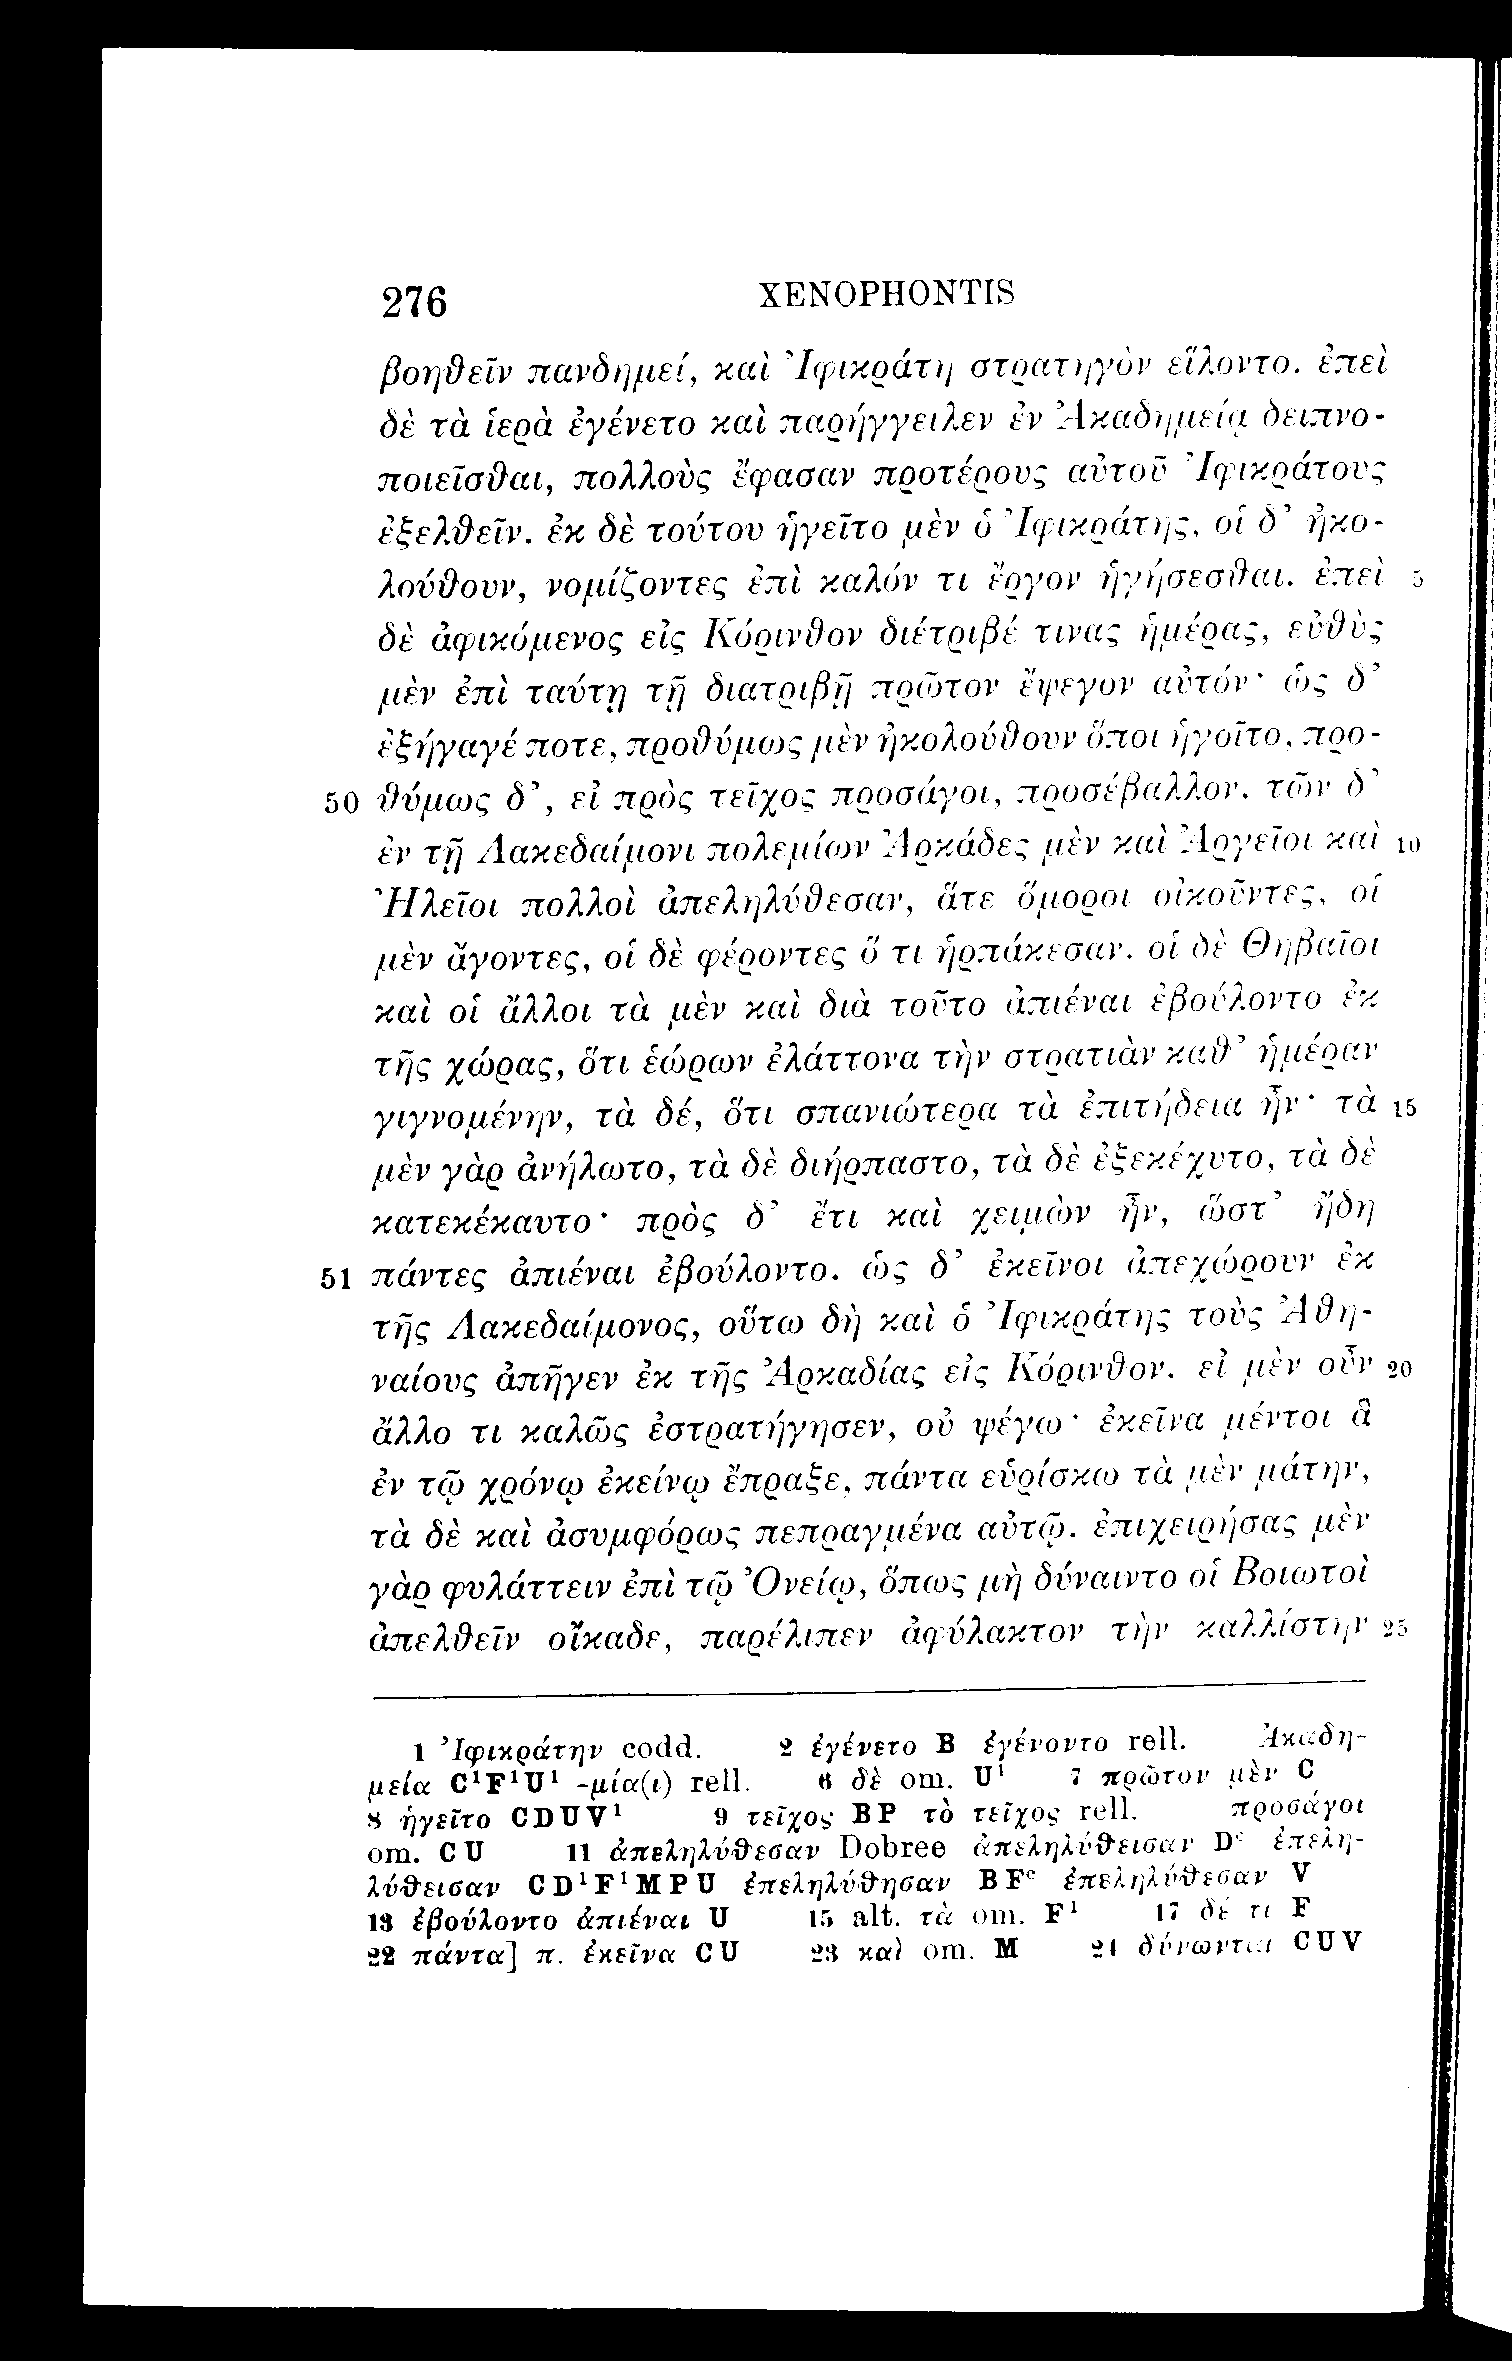 276 XENOPHONTIS
βοηθεῖν πανδημεί, καὶ Ἰφικράτη στρατηγὸν εἵλοντο. ἐπεὶ
δὲ τὰ ἱερὰ ἐγένετο καὶ παρήγγειλεν ἐν Ἀκαδημείᾳ δειπνο-
ποιεῖσθαι, πολλοὺς ἔφασαν προτέρους αὐτοῦ Ἰφικράτους
ἐξελθεῖν. ἐκ δὲ τούτου ἡγεῖτο μὲν ὁ Ἰφικράτης, οἱ δ’ ἠκο-
λούθουν, νομίζοντες ἐπὶ καλόν τι ἔργον ἡγήσεσθαι. ἐπεὶ 5
δὲ ἀφικόμενος εἰς Κόρινθον διέτριβέ τινας ἡμέρας, εὐθὺς
μὲν ἐπὶ ταύτῃ τῇ διατριβῇ πρῶτον ἔψεγον αὐτόν· ὡς δ’
ἐξήγαγέ ποτε, προθύμως μὲν ἠκολούθουν ὅποι ἡγοῖτο, προ-
50 θύμως δ’, εἰ πρὸς τεῖχος προσάγοι, προσέβαλλον. τῶν δ’
ἐν τῇ Λακεδαίμονι πολεμίων Ἀρκάδες μὲν καὶ Ἀργεῖοι καὶ 10
Ἠλεῖοι πολλοὶ ἀπεληλύθεσαν, ἅτε ὅμοροι οἰκοῦντες, οἱ
μὲν ἄγοντες, οἱ δὲ φέροντες ὅ τι ἡρπάκεσαν. οἱ δὲ Θηβαῖοι
καὶ οἱ ἄλλοι τὰ μὲν καὶ διὰ τοῦτο ἀπιέναι ἐβούλοντο ἐκ
τῆς χώρας, ὅτι ἑώρων ἐλάττονα τὴν στρατιὰν καθ’ ἡμέραν
γιγνομένην, τὰ δέ, ὅτι σπανιώτερα τὰ ἐπιτήδεια ἦν· τὰ 15
μὲν γὰρ ἀνήλωτο, τὰ δὲ διήρπαστο, τὰ δὲ ἐξεκέχυτο, τὰ δὲ
κατεκέκαυτο· πρὸς δ’ ἔτι καὶ χειμὼν ἦν, ὥστ’ ἤδη
51 πάντες ἀπιέναι ἐβούλοντο. ὡς δ’ ἐκεῖνοι ἀπεχώρουν ἐκ
τῆς Λακεδαίμονος, οὕτω δὴ καὶ ὁ Ἰφικράτης τοὺς Ἀθη-
ναίους ἀπῆγεν ἐκ τῆς Ἀρκαδίας εἰς Κόρινθον. εἰ μὲν οὖν 20
ἄλλο τι καλῶς ἐστρατήγησεν, οὐ ψέγω· ἐκεῖνα μέντοι ἃ
ἐν τῷ χρόνῳ ἐκείνῳ ἔπραξε, πάντα εὑρίσκω τὰ μὲν μάτην,
τὰ δὲ καὶ ἀσυμφόρως πεπραγμένα αὐτῷ. ἐπιχειρήσας μὲν
γὰρ φυλάττειν ἐπὶ τῷ Ὀνείῳ, ὅπως μὴ δύναιντο οἱ Βοιωτοὶ
ἀπελθεῖν οἴκαδε, παρέλιπεν ἀφύλακτον τὴν καλλίστην 25
1 Ἰφικράτην codd. 2 ἐγένετο B ἐγένοντο rell. Ἀκαδη-
μεία C¹F¹U¹ -μία(ι) rell. 6 δὲ om. U¹ 7 πρῶτον μὲν C
8 ἡγεῖτο CDUV¹ 9 τεῖχος BP τὸ τεῖχος rell. προσάγοι
om. CU 11 ἀπεληλύθεσαν Dobree ἀπεληλύθεισαν Dᶜ ἐπελη-
λύθεισαν CD¹F¹MPU ἐπεληλύθησαν BFᶜ ἐπεληλύθεσαν V
13 ἐβούλοντο ἀπιέναι U 15 alt. τὰ om. F¹ 17 δέ τι F
22 πάντα] π. ἐκεῖνα CU 23 καὶ om. M 24 δύνωνται CUV